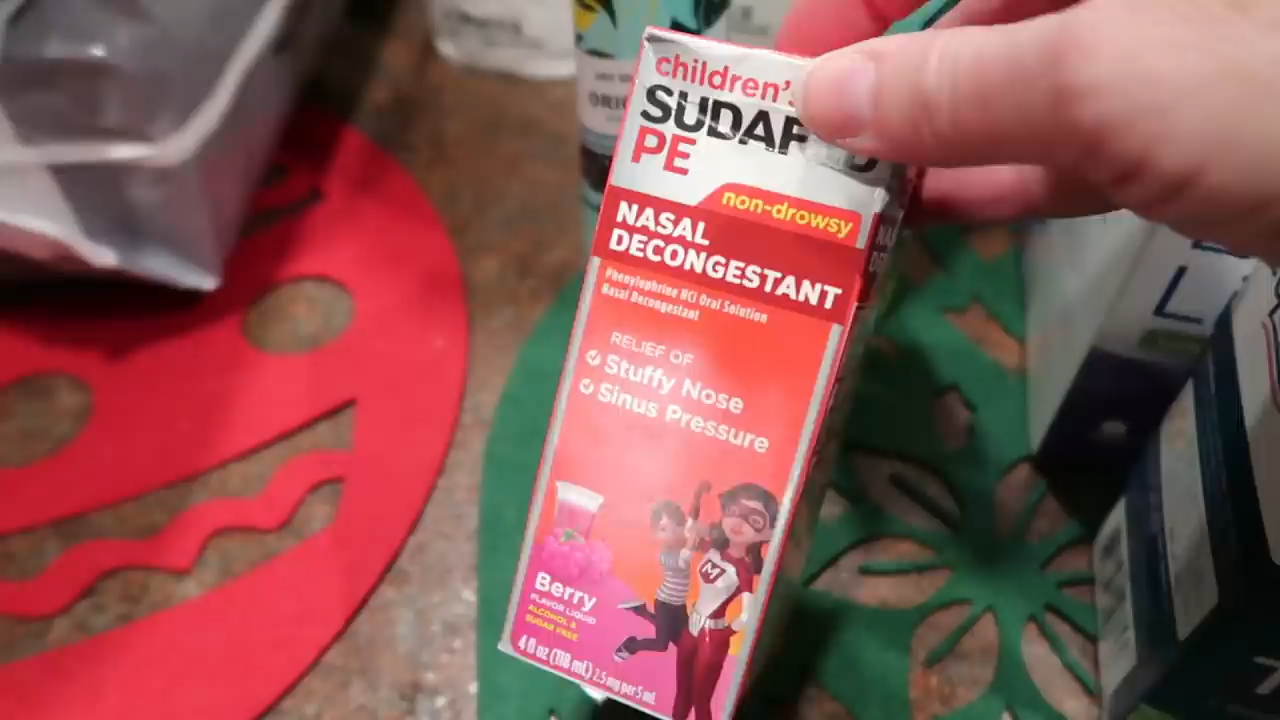 children's
SUDAF
PE
non-drowsy
NASAL
DECONGESTANT
Phenylephrine HCl Oral Solution
Nasal Decongestant
RELIEF OF
Stuffy Nose
Sinus Pressure
M
Berry
FLAVOR LIQUID
ALCOHOL &
SUGAR FREE
4 fl oz (118 mL) 2.5 mg per 5 mL